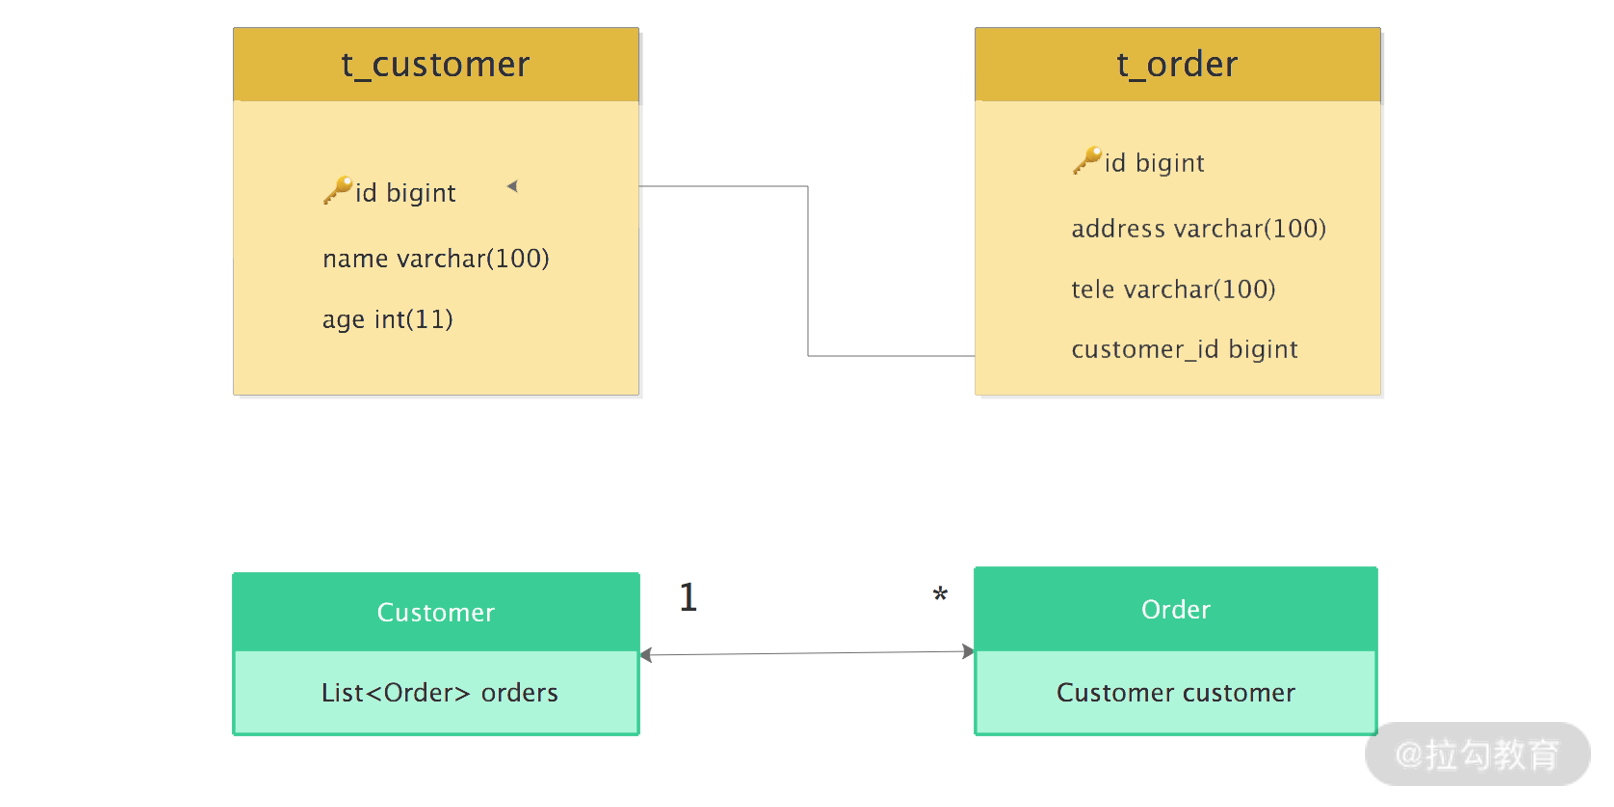 t_customer
id bigint
name varchar(100)
age int(11)
t_order
id bigint
address varchar(100)
tele varchar(100)
customer_id bigint
1
*
Customer
List<Order> orders
Order
Customer customer
@拉勾教育